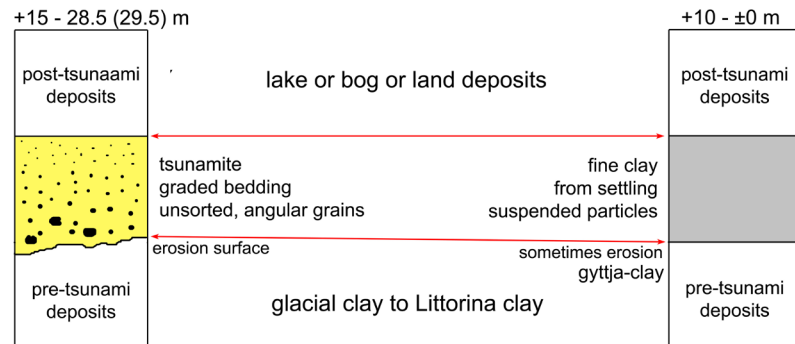 +15 - 28.5 (29.5) m
+10 - ±0 m
post-tsunaami
deposits
lake or bog or land deposits
post-tsunami
deposits
tsunamite
graded bedding
unsorted, angular grains
fine clay
from settling
suspended particles
erosion surface
sometimes erosion
gyttja-clay
pre-tsunami
deposits
glacial clay to Littorina clay
pre-tsunami
deposits